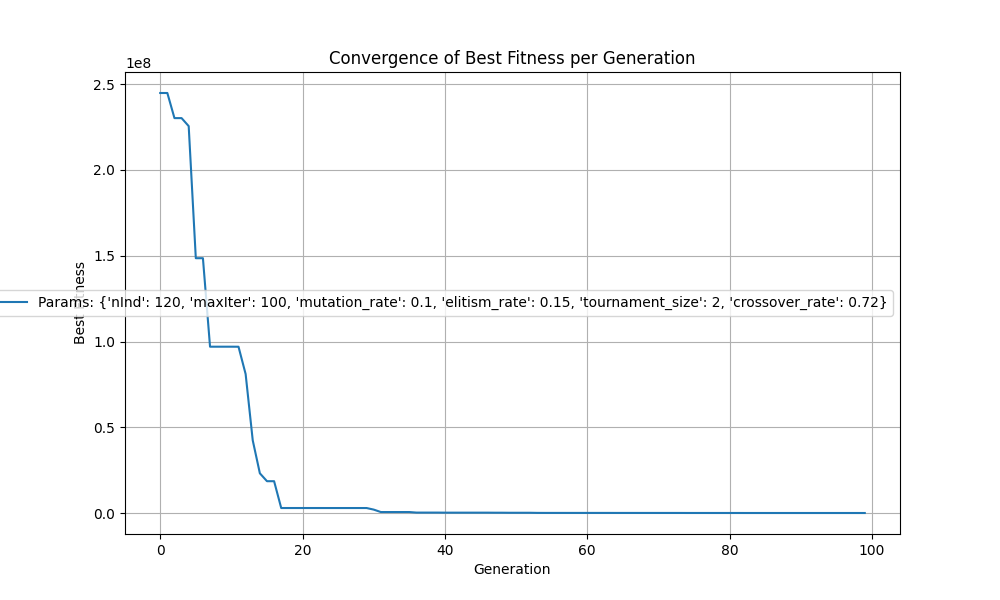 Convergence of Best Fitness per Generation
1e8
2.5
2.0
1.5
1.0
0.5
0.0
Best Fitness
Params: {'nInd': 120, 'maxIter': 100, 'mutation_rate': 0.1, 'elitism_rate': 0.15, 'tournament_size': 2, 'crossover_rate': 0.72}
0 20 40 60 80 100
Generation